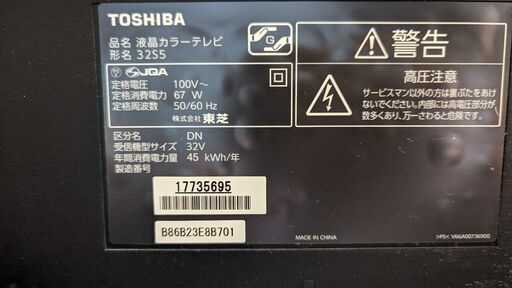 TOSHIBA
品名 液晶カラーテレビ
形名 32S5
JQA
定格電圧: 100V～
定格消費電力: 67 W
定格周波数: 50/60 Hz
株式会社 東芝
区分名: DN
受信機型サイズ: 32V
年間消費電力量: 45 kWh/年
製造番号:
17735695
B86B23E8B701
G
警告
高圧注意
サービスマン以外の方は裏ぶたをあけ
ないでください。内部には高電圧部分が
数多くあり、万一さわると危険です。
MADE IN CHINA
>PS< V66A00736900